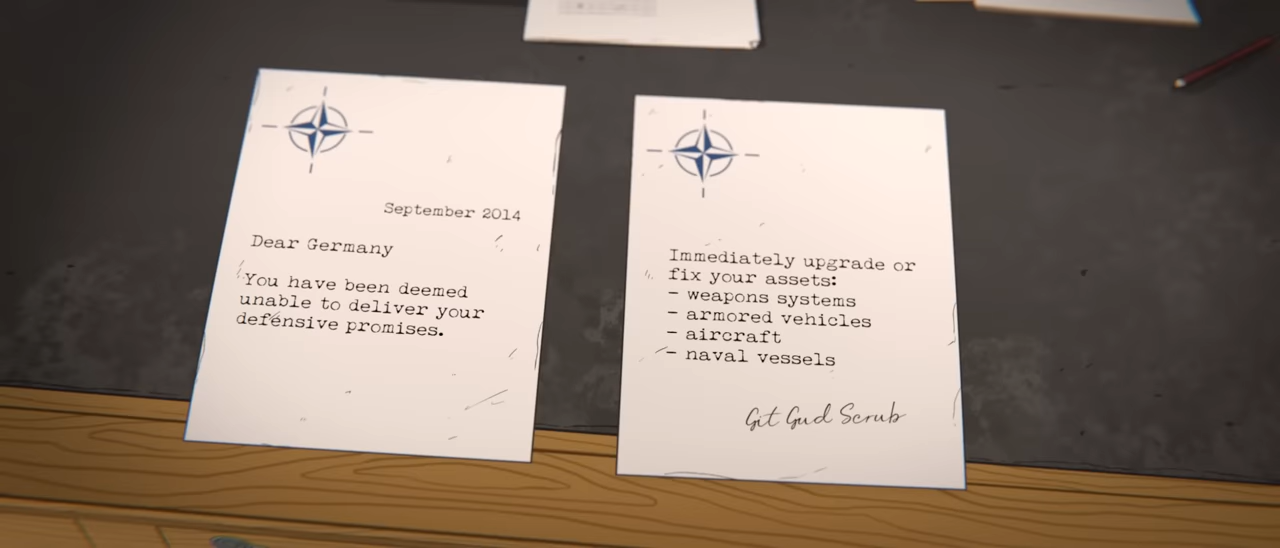 September 2014
Dear Germany
You have been deemed
unable to deliver your
defensive promises.
Immediately upgrade or
fix your assets:
- weapons systems
- armored vehicles
- aircraft
- naval vessels
Git Gud Scrub